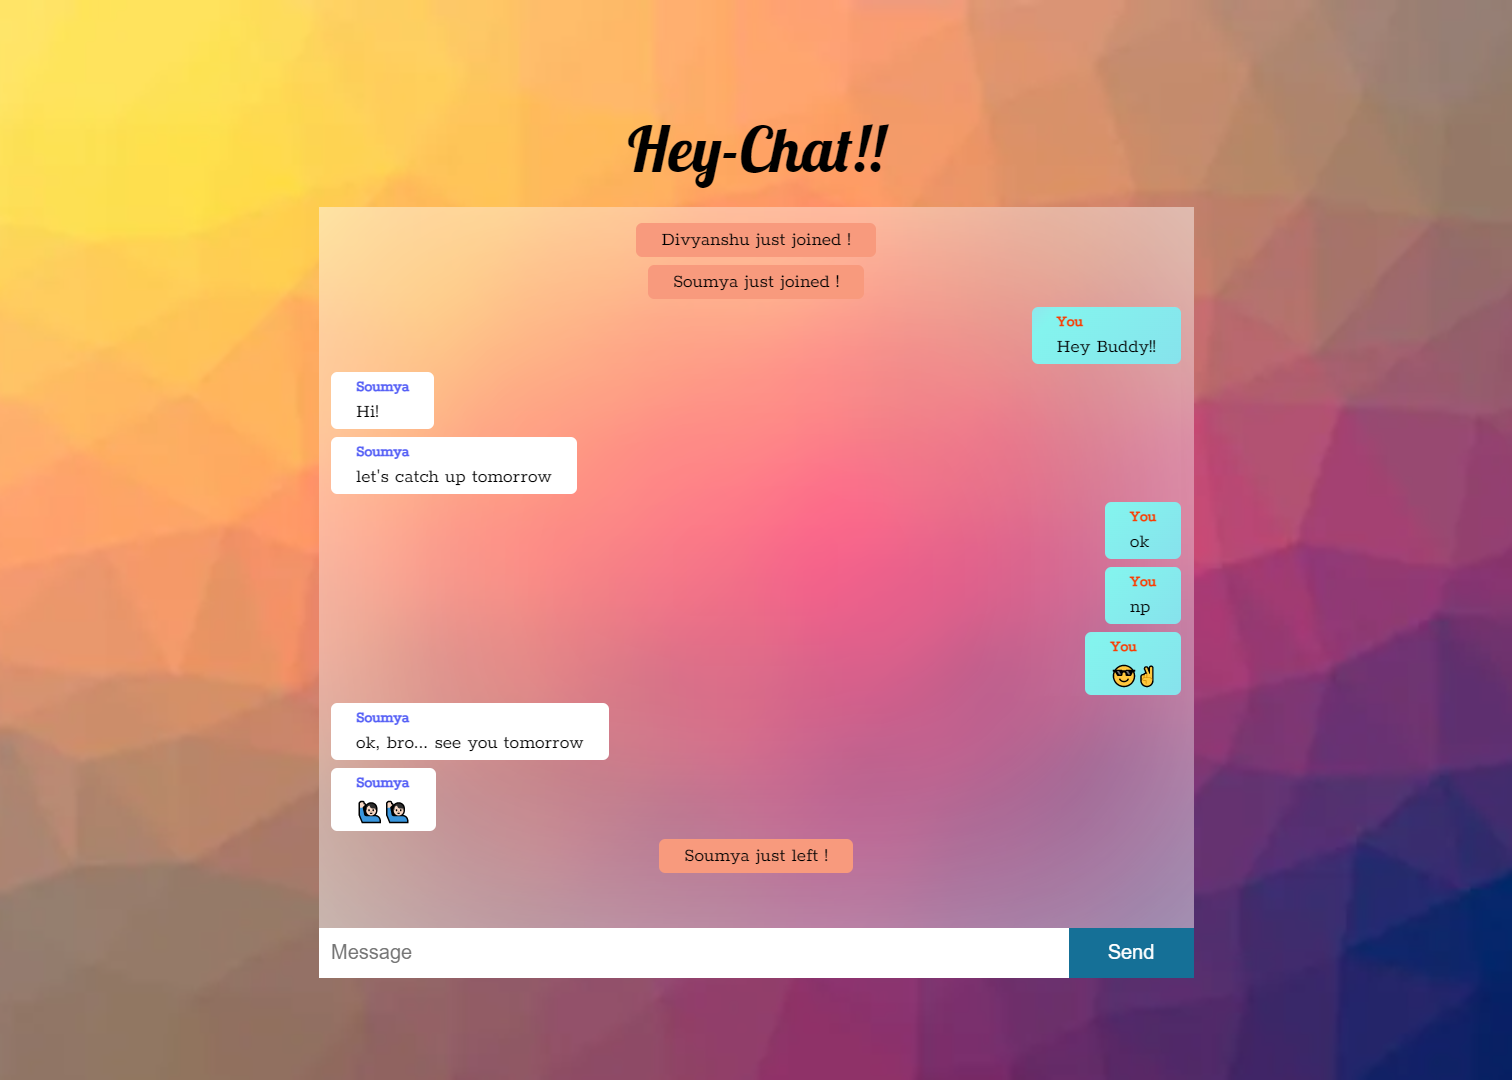 Hey-Chat!!
Divyanshu just joined !
Soumya just joined !
You
Hey Buddy!!
Soumya
Hi!
Soumya
let's catch up tomorrow
You
ok
You
np
You
😎✌
Soumya
ok, bro... see you tomorrow
Soumya
🙋🏻‍♂️🙋🏻‍♂️
Soumya just left !
Message
Send